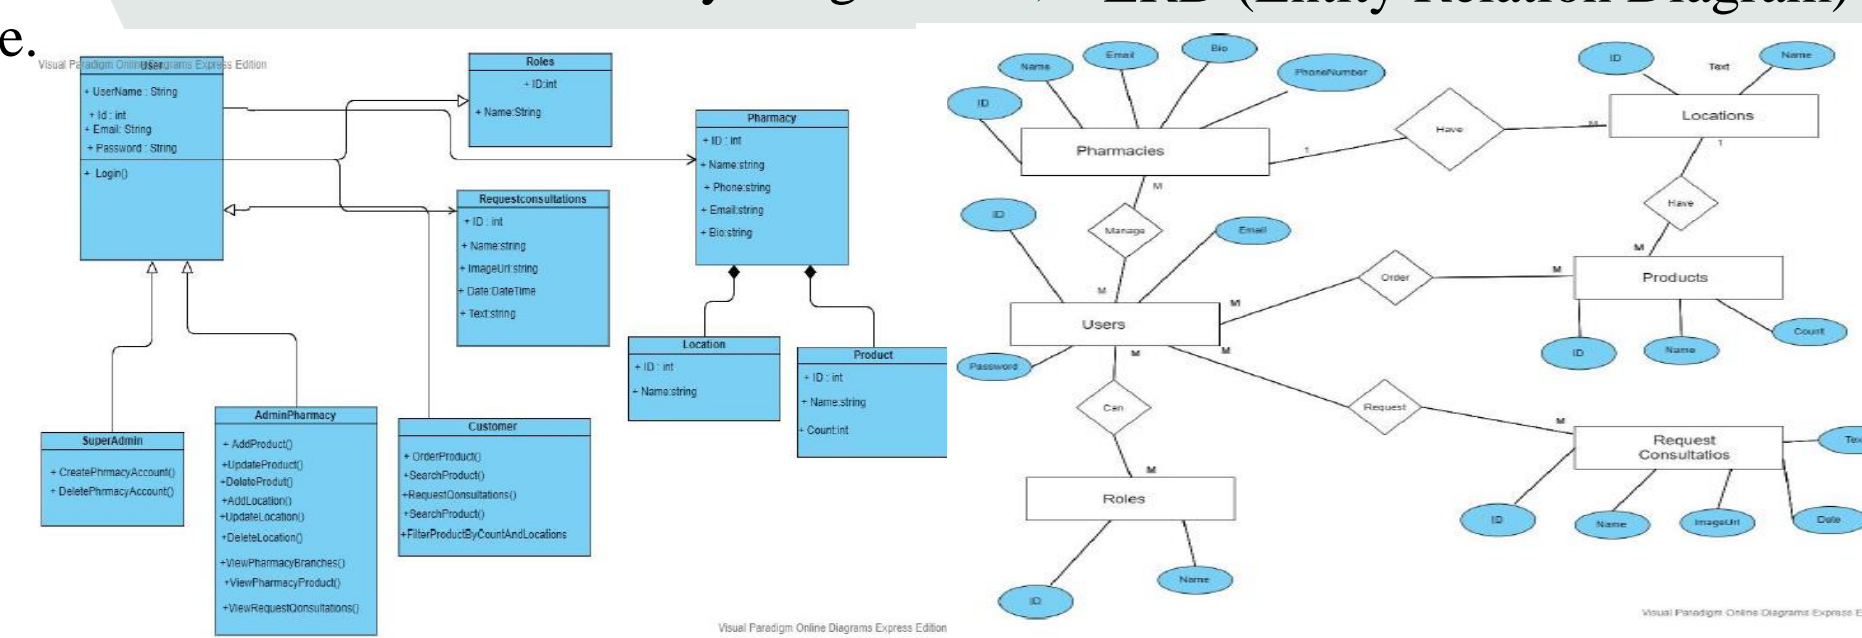 ERD (Entity Relation Diagram)
e.
Visual Paradigm Online Diagrams Express Edition
User
+ UserName : String
+ Id : int
+ Email: String
+ Password : String
+ Login()
Roles
+ ID:int
+ Name:String
Requestconsultations
+ ID : int
+ Name:string
+ ImageUrl:string
+ Date:DateTime
+ Text:string
Pharmacy
+ ID : int
+ Name:string
+ Phone:string
+ Email:string
+ Bio:string
Location
+ ID : int
+ Name:string
Product
+ ID : int
+ Name:string
+ Count:int
SuperAdmin
+ CreatePhrmacyAccount()
+ DeletePhrmacyAccount()
AdminPharmacy
+ AddProduct()
+UpdateProduct()
+DeleteProdut()
+AddLocation()
+UpdateLocation()
+DeleteLocation()
+ViewPharmacyBranches()
+ViewPharmacyProduct()
+ViewRequestQonsultations()
Customer
+ OrderProduct()
+SearchProduct()
+RequestQonsultations()
+SearchProduct()
+FilterProductByCountAndLocations
Visual Paradigm Online Diagrams Express Edition
ID
Name
Email
Bio
PhoneNumber
Pharmacies
1
Have
M
ID
Text
Name
Locations
1
Have
M
M
Manage
M
ID
Email
Users
Password
M
Order
M
Products
ID
Name
Count
M
Can
M
Roles
ID
Name
M
Request
M
Request
Consultatios
ID
Name
ImageUrl
Date
Visual Paradigm Online Diagrams Express E